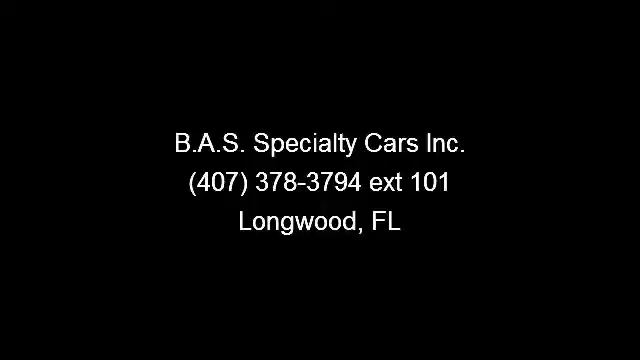 B.A.S. Specialty Cars Inc.
(407) 378-3794 ext 101
Longwood, FL